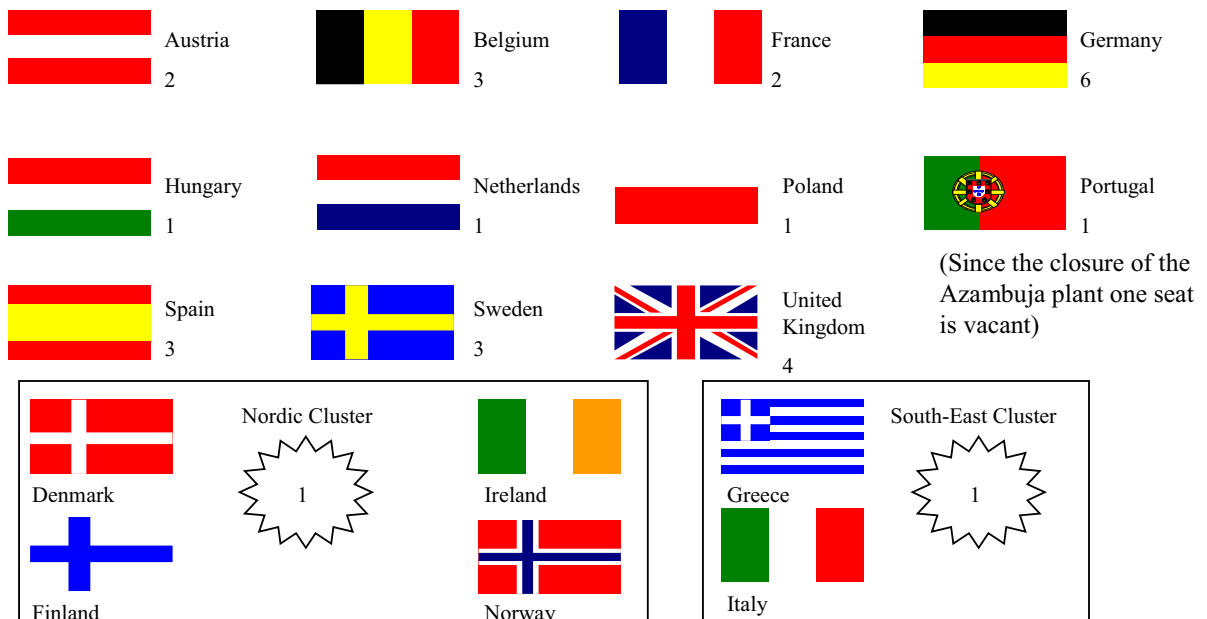 Austria
2
Belgium
3
France
2
Germany
6
Hungary
1
Netherlands
1
Poland
1
Portugal
1
(Since the closure of the
Azambuja plant one seat
is vacant)
Spain
3
Sweden
3
United
Kingdom
4
Nordic Cluster
1
Denmark
Ireland
Finland
Norway
South-East Cluster
1
Greece
Italy